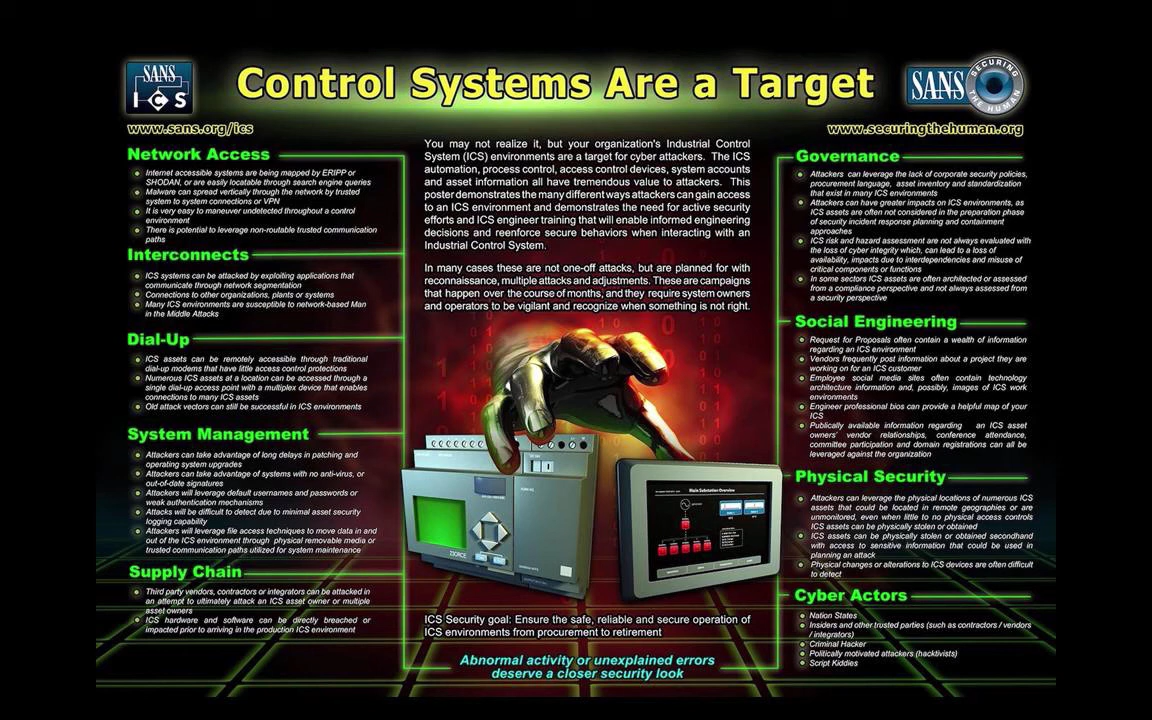 SANS
ICS
Control Systems Are a Target
SANS
SECURING
THE HUMAN
www.sans.org/ics
www.securingthehuman.org
Network Access
Internet accessible systems are being mapped by ERIPP or
SHODAN, or are easily locatable through search engine queries
Malware can spread vertically through the network by trusted
system to system connections or VPN
It is very easy to maneuver undetected throughout a control
environment
There is potential to leverage non-routable trusted communication
paths
Interconnects
ICS systems can be attacked by exploiting applications that
communicate through network segmentation
Connections to other organizations, plants or systems
Many ICS environments are susceptible to network-based Man
in the Middle Attacks
Dial-Up
ICS assets can be remotely accessible through traditional
dial-up modems that have little access control protections
Numerous ICS assets at a location can be accessed through a
single dial-up access point with a multiplex device that enables
connections to many ICS assets
Old attack vectors can still be successful in ICS environments
System Management
Attackers can take advantage of long delays in patching and
operating system upgrades
Attackers can take advantage of systems with no anti-virus, or
out-of-date signatures
Attackers will leverage default usernames and passwords or
weak authentication mechanisms
Attacks will be difficult to detect due to minimal asset security
logging capability
Attackers will leverage file access techniques to move data in and
out of the ICS environment through physical removable media or
trusted communication paths utilized for system maintenance
Supply Chain
Third party vendors, contractors or integrators can be attacked in
an attempt to ultimately attack an ICS asset owner or multiple
asset owners
ICS hardware and software can be directly breached or
impacted prior to arriving in the production ICS environment
You may not realize it, but your organization's Industrial Control
System (ICS) environments are a target for cyber attackers. The ICS
automation, process control, access control devices, system accounts
and asset information all have tremendous value to attackers. This
poster demonstrates the many different ways attackers can gain access
to an ICS environment and demonstrates the need for active security
efforts and ICS engineer training that will enable informed engineering
decisions and reenforce secure behaviors when interacting with an
Industrial Control System.
In many cases these are not one-off attacks, but are planned for with
reconnaissance, multiple attacks and adjustments. These are campaigns
that happen over the course of months, and they require system owners
and operators to be vigilant and recognize when something is not right.
Main Substation Overview
ICS Security goal: Ensure the safe, reliable and secure operation of
ICS environments from procurement to retirement
Abnormal activity or unexplained errors
deserve a closer security look
Governance
Attackers can leverage the lack of corporate security policies,
procurement language, asset inventory and standardization
that exist in many ICS environments
Attackers can have greater impacts on ICS environments, as
ICS assets are often not considered in the preparation phase
of security incident response planning and containment
approaches
ICS risk and hazard assessment are not always evaluated with
the loss of cyber integrity which, can lead to a loss of
availability, impacts due to interdependencies and misuse of
critical components or functions
In some sectors ICS assets are often architected or assessed
from a compliance perspective and not always assessed from
a security perspective
Social Engineering
Request for Proposals often contain a wealth of information
regarding an ICS environment
Vendors frequently post information about a project they are
working on for an ICS customer
Employee social media sites often contain technology
architecture information and, possibly, images of ICS work
environments
Engineer professional bios can provide a helpful map of your
ICS
Publically available information regarding an ICS asset
owners' vendor relationships, conference attendance,
committee participation and domain registrations can all be
leveraged against the organization
Physical Security
Attackers can leverage the physical locations of numerous ICS
assets that could be located in remote geographies or are
unmonitored, even when little to no physical access controls
ICS assets can be physically stolen or obtained
ICS assets can be physically stolen or obtained secondhand
with access to sensitive information that could be used in
planning an attack
Physical changes or alterations to ICS devices are often difficult
to detect
Cyber Actors
Nation States
Insiders and other trusted parties (such as contractors / vendors
/ integrators)
Criminal Hacker
Politically motivated attackers (hacktivists)
Script Kiddies